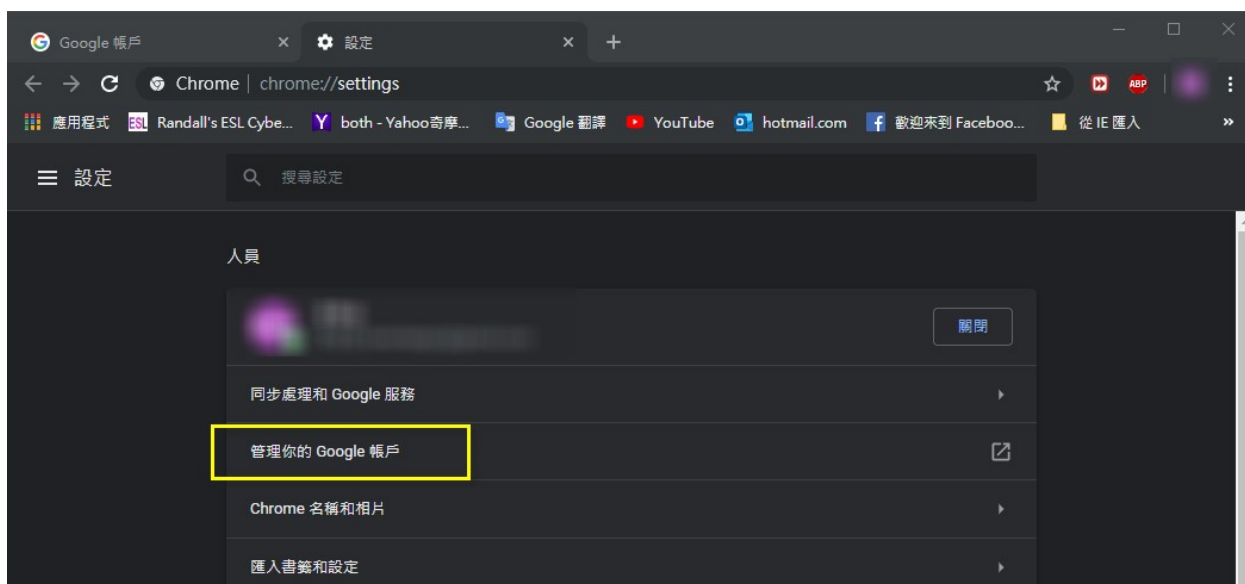 Google 帳戶
設定
Chrome | chrome://settings
ABP
應用程式 ESL Randall's ESL Cybe... Y both - Yahoo奇摩... Google 翻譯 YouTube hotmail.com 歡迎來到 Faceboo... 從 IE 匯入 »
設定
搜尋設定
人員
關閉
同步處理和 Google 服務
管理你的 Google 帳戶
Chrome 名稱和相片
匯入書籤和設定